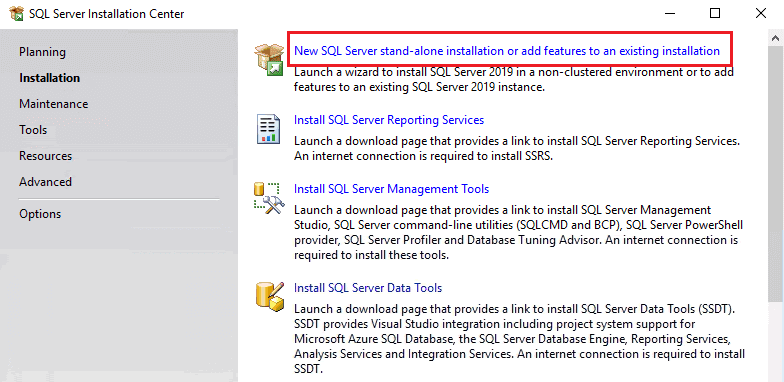 SQL Server Installation Center
Planning
Installation
Maintenance
Tools
Resources
Advanced
Options
New SQL Server stand-alone installation or add features to an existing installation
Launch a wizard to install SQL Server 2019 in a non-clustered environment or to add
features to an existing SQL Server 2019 instance.
Install SQL Server Reporting Services
Launch a download page that provides a link to install SQL Server Reporting Services.
An internet connection is required to install SSRS.
Install SQL Server Management Tools
Launch a download page that provides a link to install SQL Server Management
Studio, SQL Server command-line utilities (SQLCMD and BCP), SQL Server PowerShell
provider, SQL Server Profiler and Database Tuning Advisor. An internet connection is
required to install these tools.
Install SQL Server Data Tools
Launch a download page that provides a link to install SQL Server Data Tools (SSDT).
SSDT provides Visual Studio integration including project system support for
Microsoft Azure SQL Database, the SQL Server Database Engine, Reporting Services,
Analysis Services and Integration Services. An internet connection is required to install
SSDT.